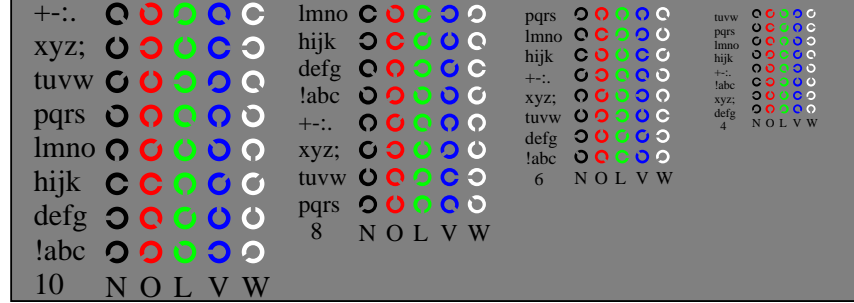 +-:.
xyz;
tuvw
pqrs
lmno
hijk
defg
!abc
10 N O L V W
lmno
hijk
defg
!abc
+-:.
xyz;
tuvw
pqrs
8 N O L V W
pqrs
lmno
hijk
+-:.
xyz;
tuvw
defg
!abc
6 N O L V W
tuvw
pqrs
lmno
hijk
+-:.
!abc
xyz;
defg
4 N O L V W